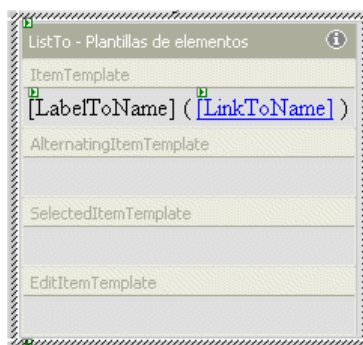 ListTo - Plantillas de elementos
ItemTemplate
[LabelToName] ( [LinkToName] )
AlternatingItemTemplate
SelectedItemTemplate
EditItemTemplate